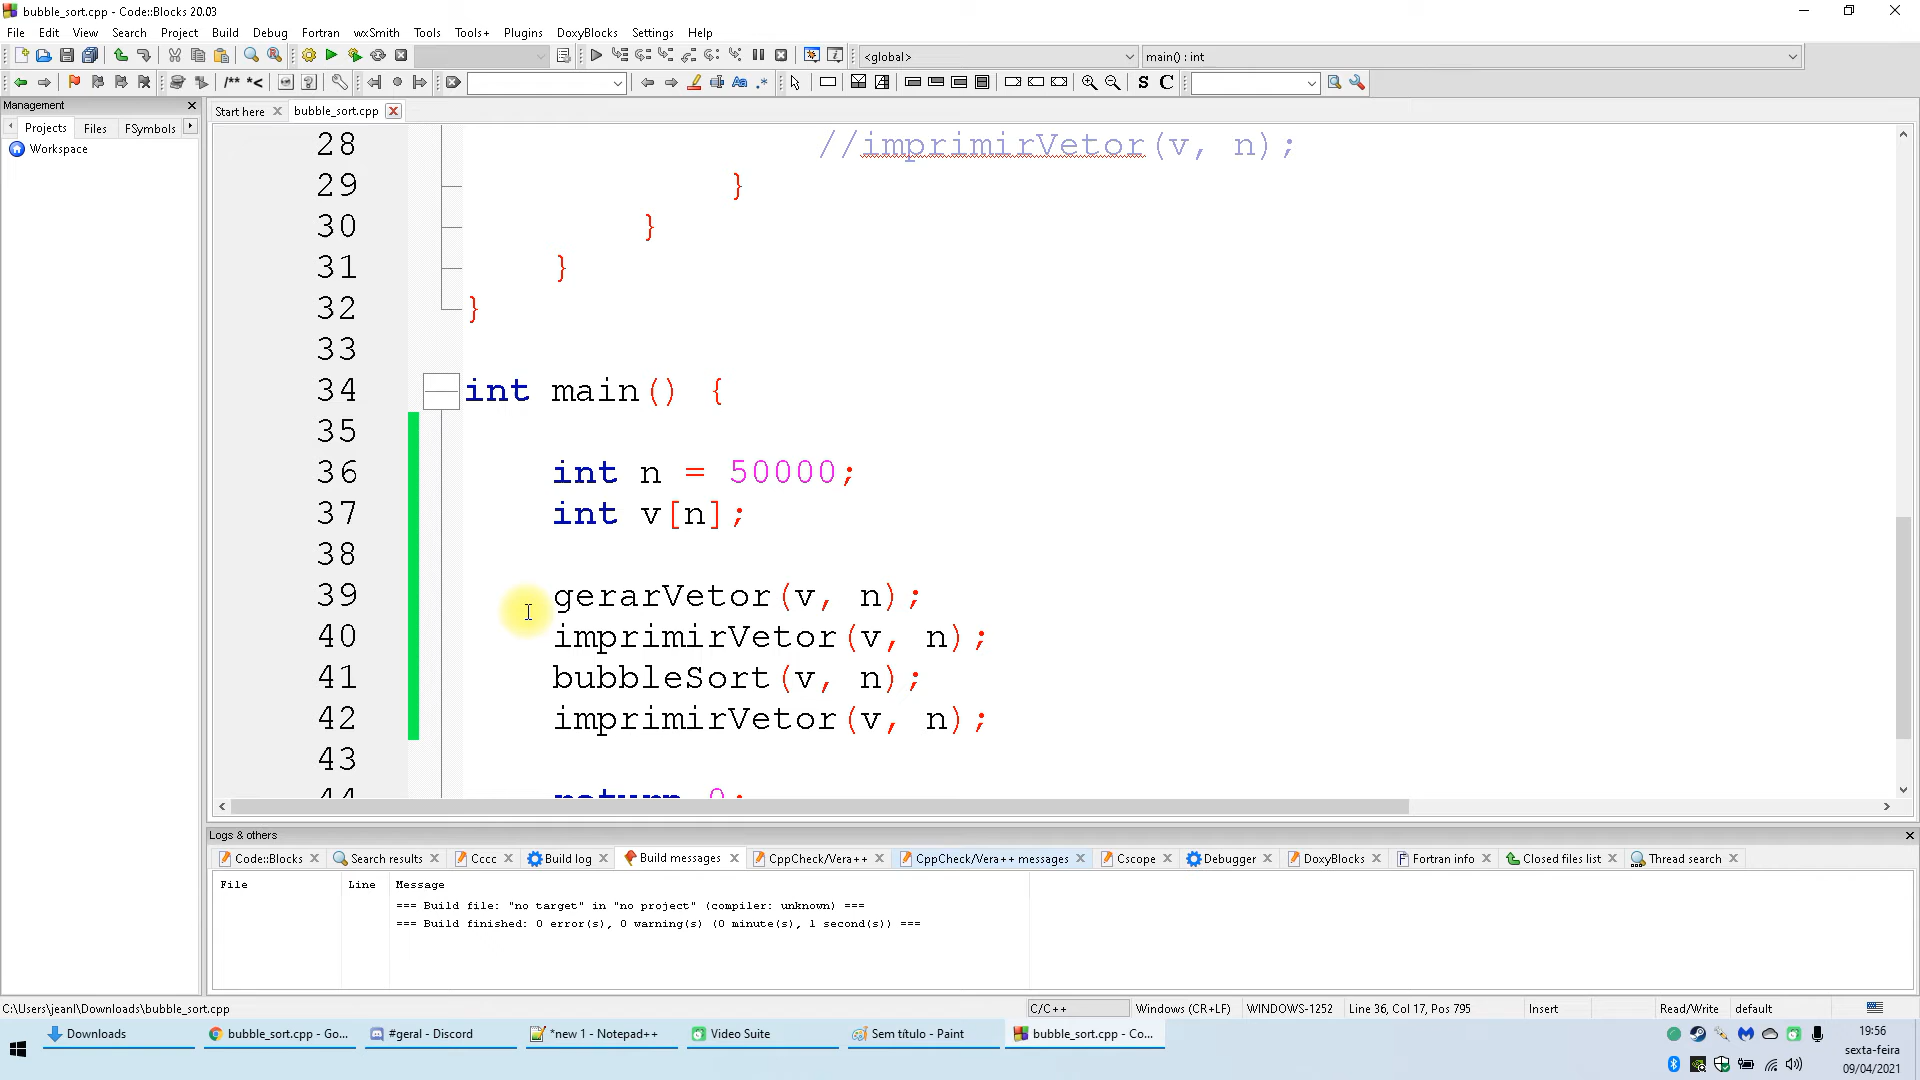 bubble_sort.cpp - Code::Blocks 20.03
File Edit View Search Project Build Debug Fortran wxSmith Tools Tools+ Plugins DoxyBlocks Settings Help
<global> main() : int
/** *< S C
Management
Start here bubble_sort.cpp
Projects Files FSymbols
Workspace
28 //imprimirVetor(v, n);
29 }
30 }
31 }
32 }
33
34 int main() {
35
36 int n = 50000;
37 int v[n];
38
39 gerarVetor(v, n);
40 imprimirVetor(v, n);
41 bubbleSort(v, n);
42 imprimirVetor(v, n);
43
44 return 0;
Logs & others
Code::Blocks Search results Cccc Build log Build messages CppCheck/Vera++ CppCheck/Vera++ messages Cscope Debugger DoxyBlocks Fortran info Closed files list Thread search
File Line Message
=== Build file: "no target" in "no project" (compiler: unknown) ===
=== Build finished: 0 error(s), 0 warning(s) (0 minute(s), 1 second(s)) ===
C:\Users\jeanl\Downloads\bubble_sort.cpp C/C++ Windows (CR+LF) WINDOWS-1252 Line 36, Col 17, Pos 795 Insert Read/Write default
Downloads bubble_sort.cpp - Go... #geral - Discord *new 1 - Notepad++ Video Suite Sem título - Paint bubble_sort.cpp - Co...
19:56
sexta-feira
09/04/2021